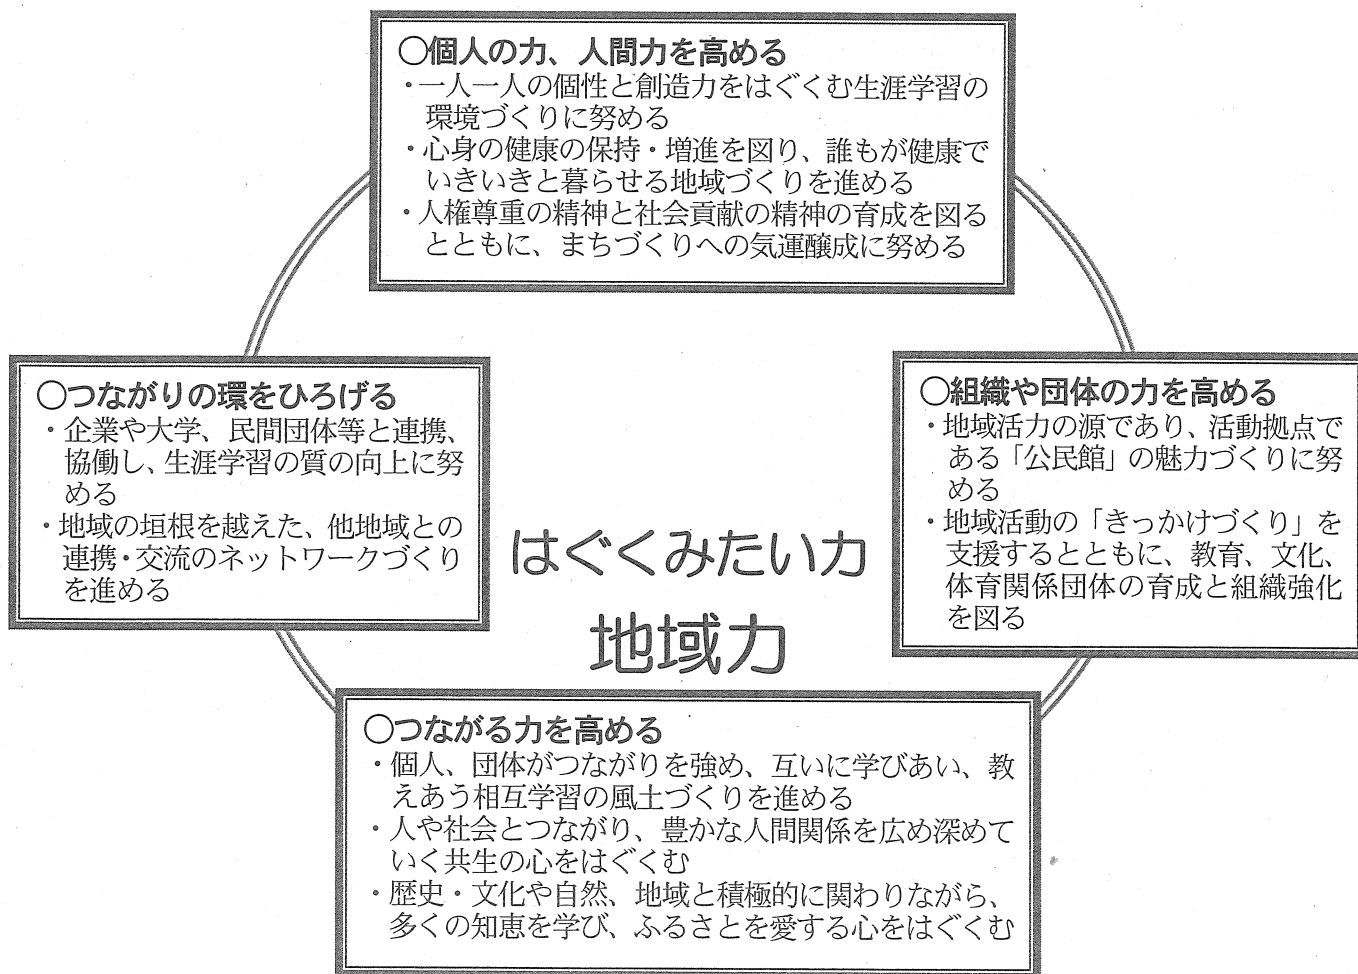 ○個人の力、人間力を高める
・一人一人の個性と創造力をはぐくむ生涯学習の
環境づくりに努める
・心身の健康の保持・増進を図り、誰もが健康で
いきいきと暮らせる地域づくりを進める
・人権尊重の精神と社会貢献の精神の育成を図る
とともに、まちづくりへの気運醸成に努める
○つながりの環をひろげる
・企業や大学、民間団体等と連携、
協働し、生涯学習の質の向上に努
める
・地域の垣根を越えた、他地域との
連携・交流のネットワークづくり
を進める
○組織や団体の力を高める
・地域活力の源であり、活動拠点で
ある「公民館」の魅力づくりに努
める
・地域活動の「きっかけづくり」を
支援するとともに、教育、文化、
体育関係団体の育成と組織強化
を図る
はぐくみたい力
地域力
○つながる力を高める
・個人、団体がつながりを強め、互いに学びあい、教
えあう相互学習の風土づくりを進める
・人や社会とつながり、豊かな人間関係を広め深めて
いく共生の心をはぐくむ
・歴史・文化や自然、地域と積極的に関わりながら、
多くの知恵を学び、ふるさとを愛する心をはぐくむ